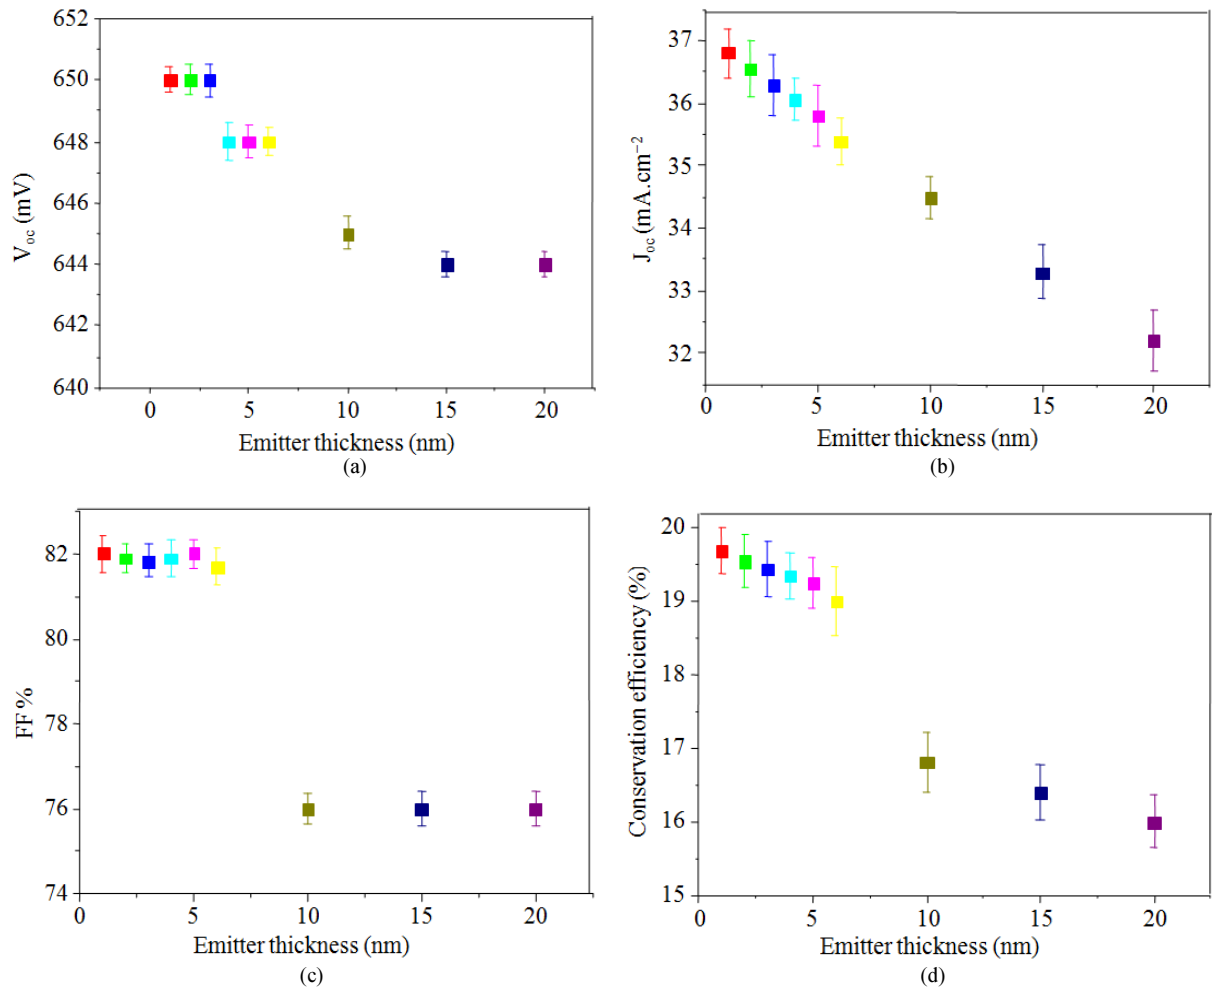 652
650
648
646
644
642
640
V_oc (mV)
0 5 10 15 20
Emitter thickness (nm)
(a)
37
36
35
34
33
32
J_oc (mA.cm⁻²
0 5 10 15 20
Emitter thickness (nm)
(b)
82
80
78
76
74
FF %
0 5 10 15 20
Emitter thickness (nm)
(c)
20
19
18
17
16
15
Conservation efficiency (%)
0 5 10 15 20
Emitter thickness (nm)
(d)